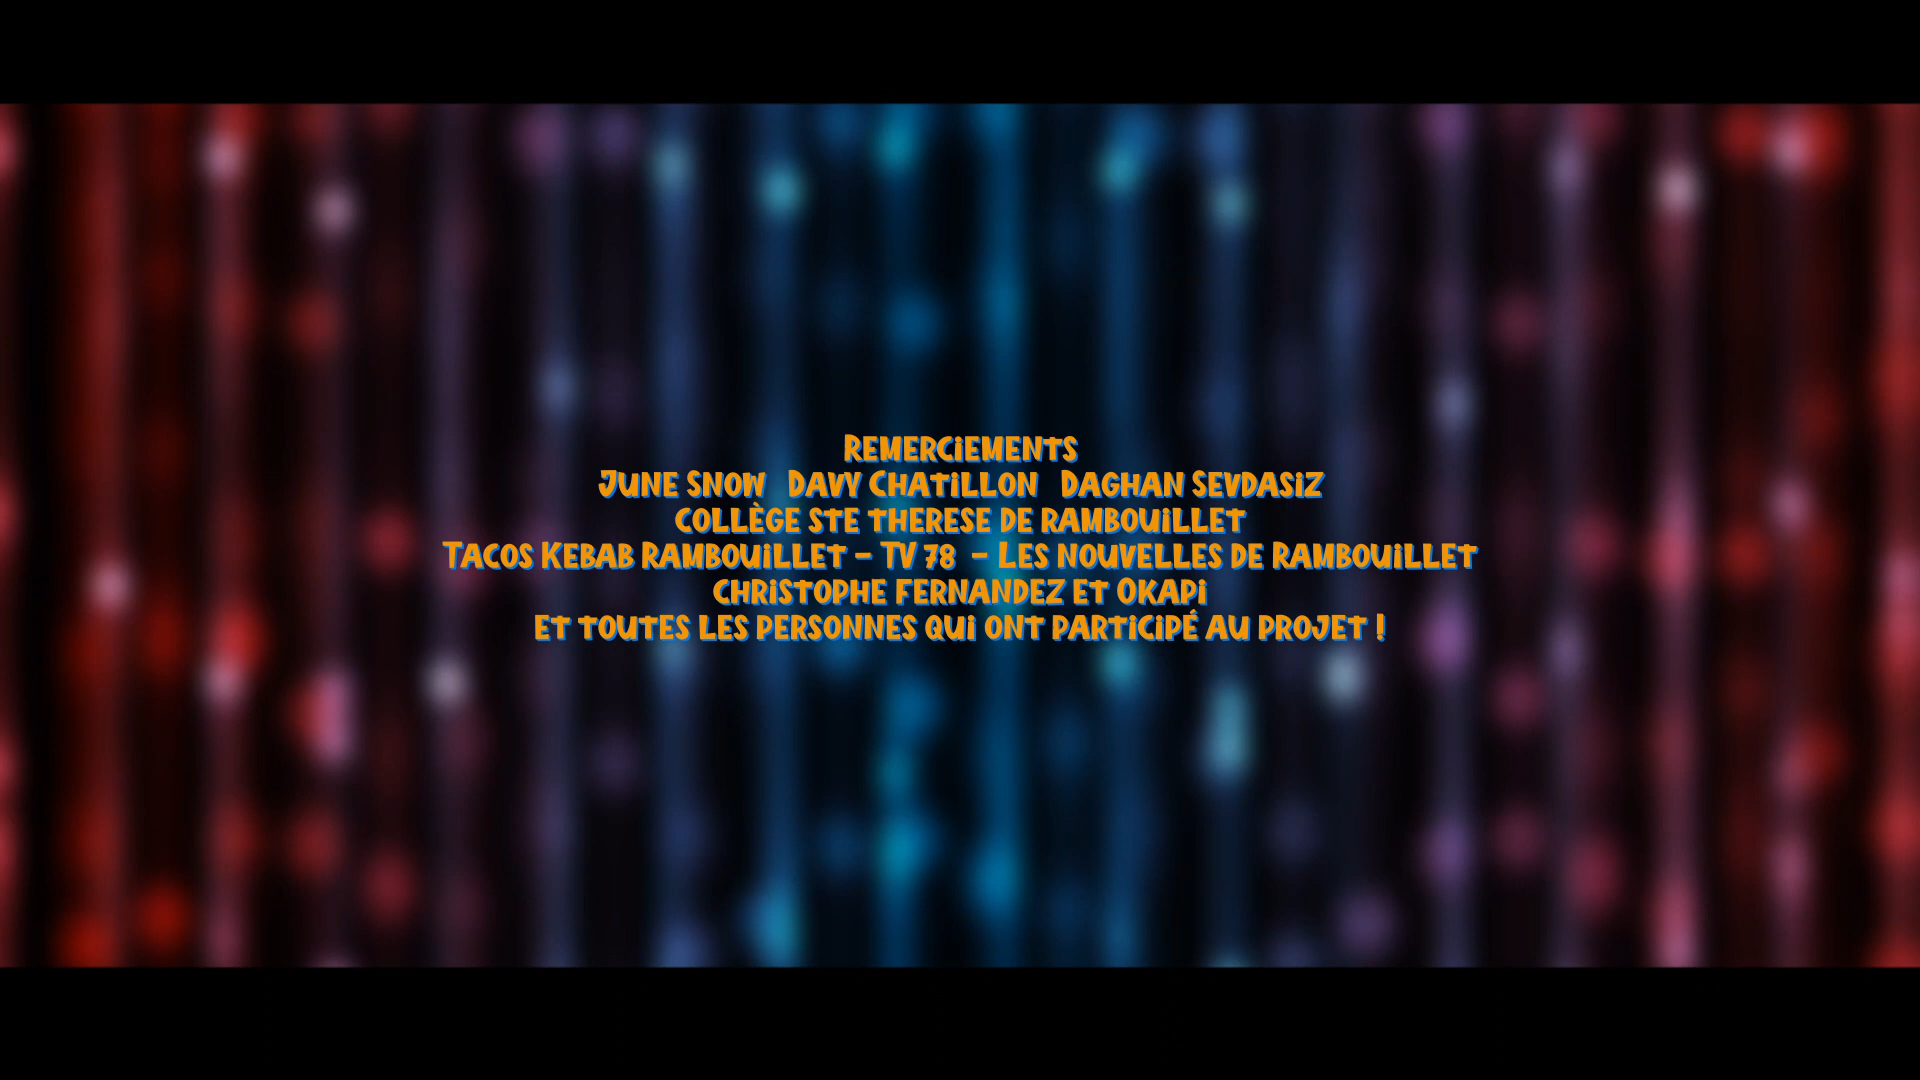 Remerciements
June Snow Davy Chatillon Daghan Sevdasiz
collège ste therese de rambouillet
Tacos Kebab Rambouillet - TV 78 - Les nouvelles de Rambouillet
christophe fernandez et Okapi
et toutes les personnes qui ont participé au projet !